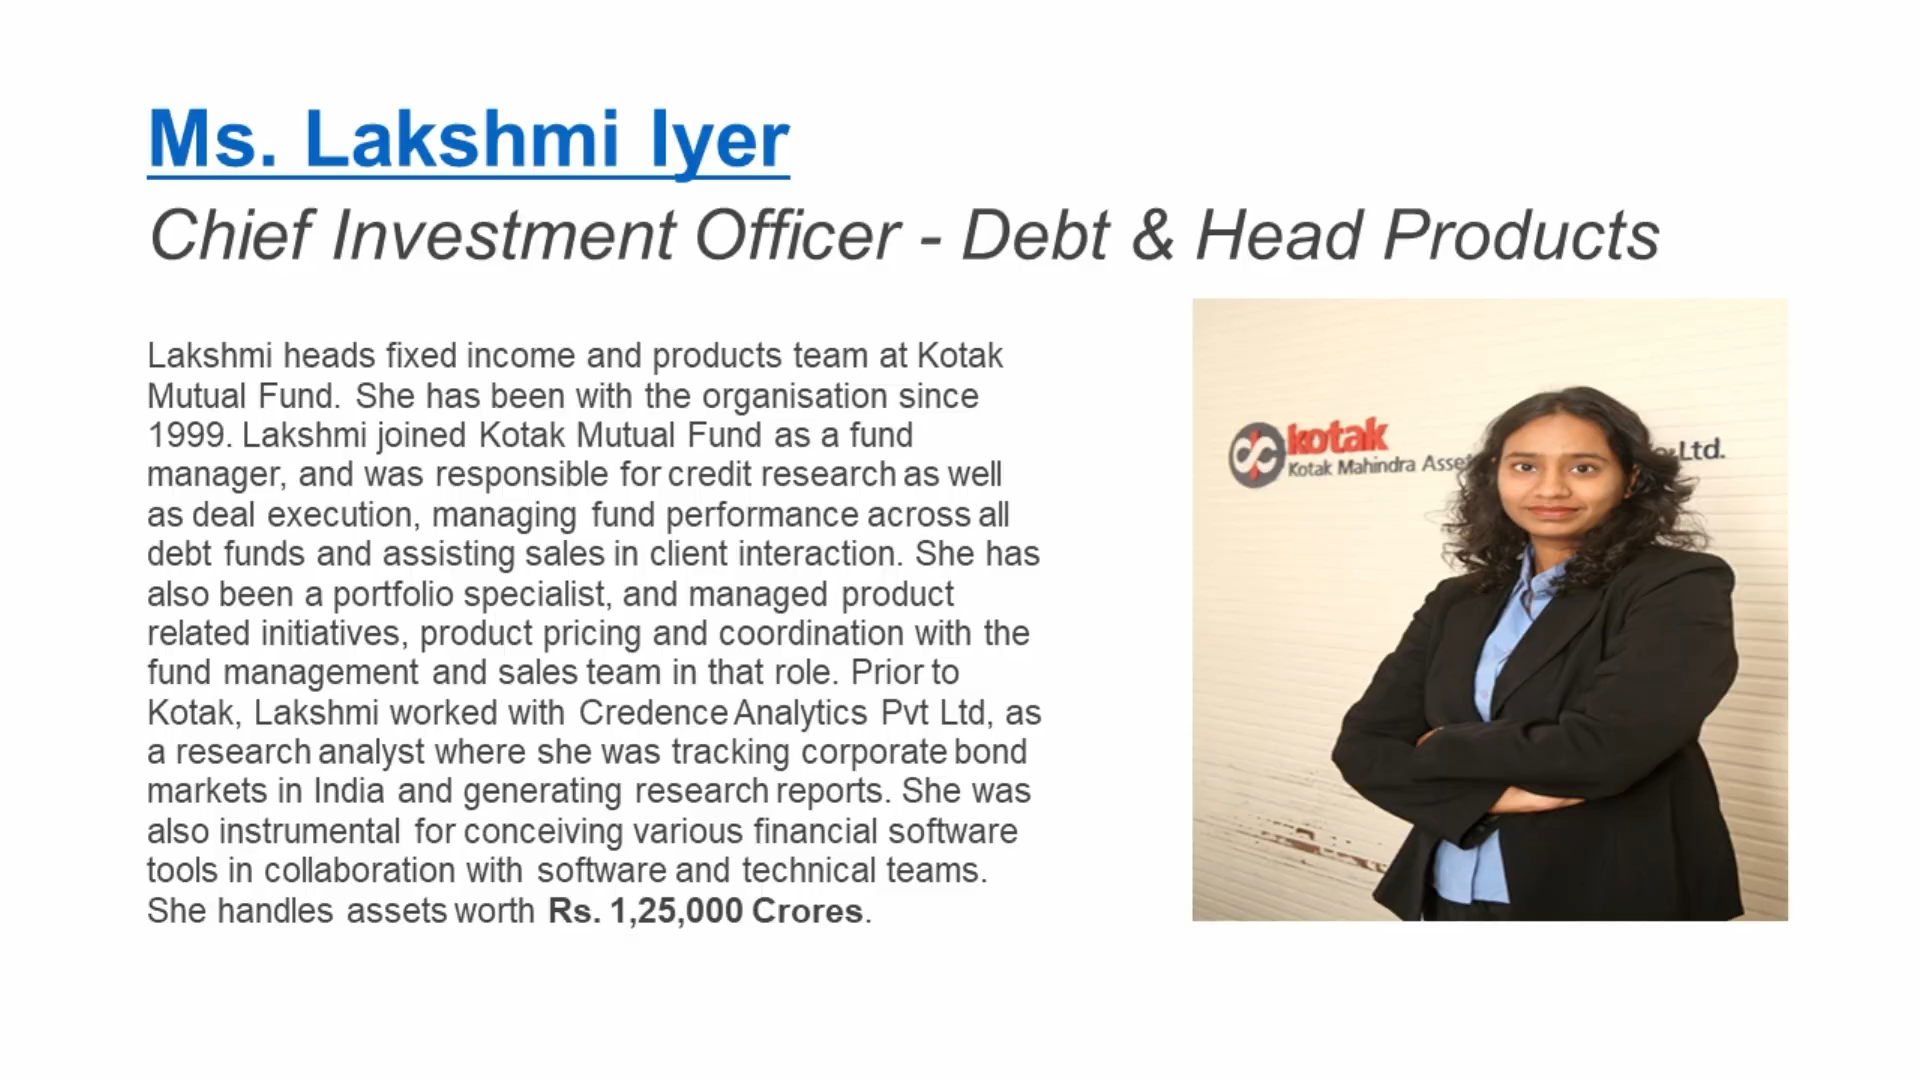 Ms. Lakshmi Iyer
Chief Investment Officer - Debt & Head Products
Lakshmi heads fixed income and products team at Kotak
Mutual Fund. She has been with the organisation since
1999. Lakshmi joined Kotak Mutual Fund as a fund
manager, and was responsible for credit research as well
as deal execution, managing fund performance across all
debt funds and assisting sales in client interaction. She has
also been a portfolio specialist, and managed product
related initiatives, product pricing and coordination with the
fund management and sales team in that role. Prior to
Kotak, Lakshmi worked with Credence Analytics Pvt Ltd, as
a research analyst where she was tracking corporate bond
markets in India and generating research reports. She was
also instrumental for conceiving various financial software
tools in collaboration with software and technical teams.
She handles assets worth Rs. 1,25,000 Crores.
kotak
Kotak Mahindra Asse Ltd.